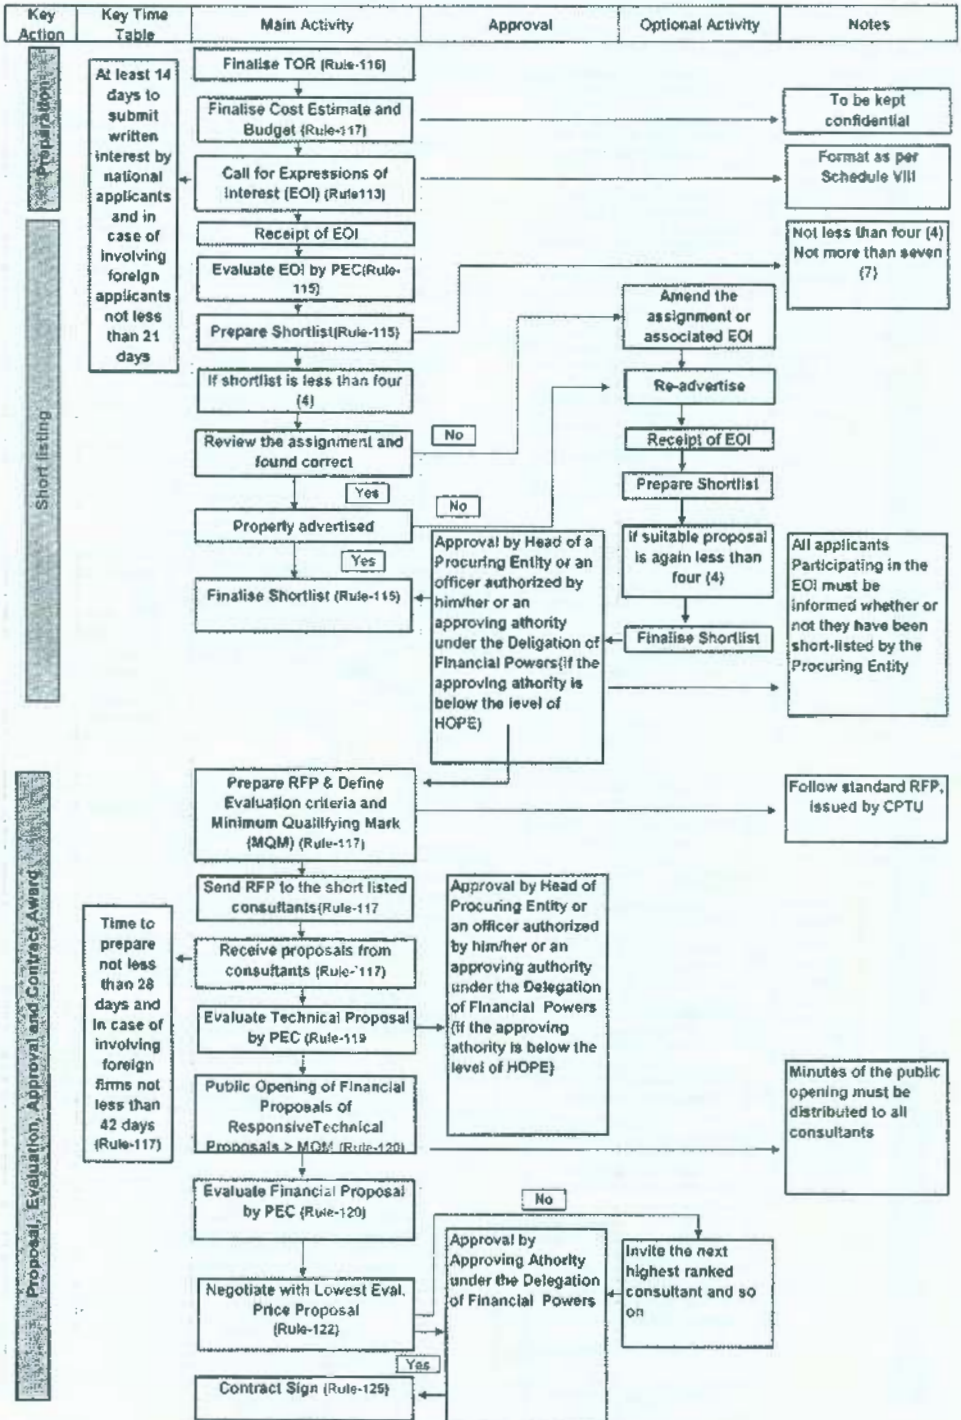 Key
Action
Key Time
Table
Main Activity
Approval
Optional Activity
Notes
Preparation
Short listing
Proposal, Evaluation, Approval and Contract Award
At least 14
days to
submit
written
interest by
national
applicants
and in
case of
involving
foreign
applicants
not less
than 21
days
Finalise TOR (Rule-116)
Finalise Cost Estimate and
Budget (Rule-117)
To be kept
confidential
Call for Expressions of
Interest (EOI) (Rule113)
Format as per
Schedule VIII
Receipt of EOI
Evaluate EOI by PEC(Rule-
115)
Prepare Shortlist(Rule-115)
Not less than four (4)
Not more than seven
(7)
If shortlist is less than four
(4)
Review the assignment and
found correct
No
Yes
Properly advertised
No
Yes
Finalise Shortlist (Rule-115)
Amend the
assignment or
associated EOI
Re-advertise
Receipt of EOI
Prepare Shortlist
if suitable proposal
is again less than
four (4)
Finalise Shortlist
Approval by Head of a
Procuring Entity or an
officer authorized by
him/her or an
approving athority
under the Deligation of
Financial Powers(if the
approving athority is
below the level of
HOPE)
All applicants
Participating in the
EOI must be
informed whether or
not they have been
short-listed by the
Procuring Entity
Prepare RFP & Define
Evaluation criteria and
Minimum Qualifying Mark
(MQM) (Rule-117)
Follow standard RFP,
issued by CPTU
Send RFP to the short listed
consultants(Rule-117
Time to
prepare
not less
than 28
days and
in case of
involving
foreign
firms not
less than
42 days
(Rule-117)
Receive proposals from
consultants (Rule-117)
Evaluate Technical Proposal
by PEC (Rule-119
Approval by Head of
Procuring Entity or
an officer authorized
by him/her or an
approving authority
under the Delegation
of Financial Powers
(if the approving
athority is below the
level of HOPE)
Public Opening of Financial
Proposals of
ResponsiveTechnical
Proposals > MQM (Rule-120)
Minutes of the public
opening must be
distributed to all
consultants
Evaluate Financial Proposal
by PEC (Rule-120)
No
Negotiate with Lowest Eval.
Price Proposal
(Rule-122)
Approval by
Approving Athority
under the Delegation
of Financial Powers
Invite the next
highest ranked
consultant and so
on
Yes
Contract Sign (Rule-125)